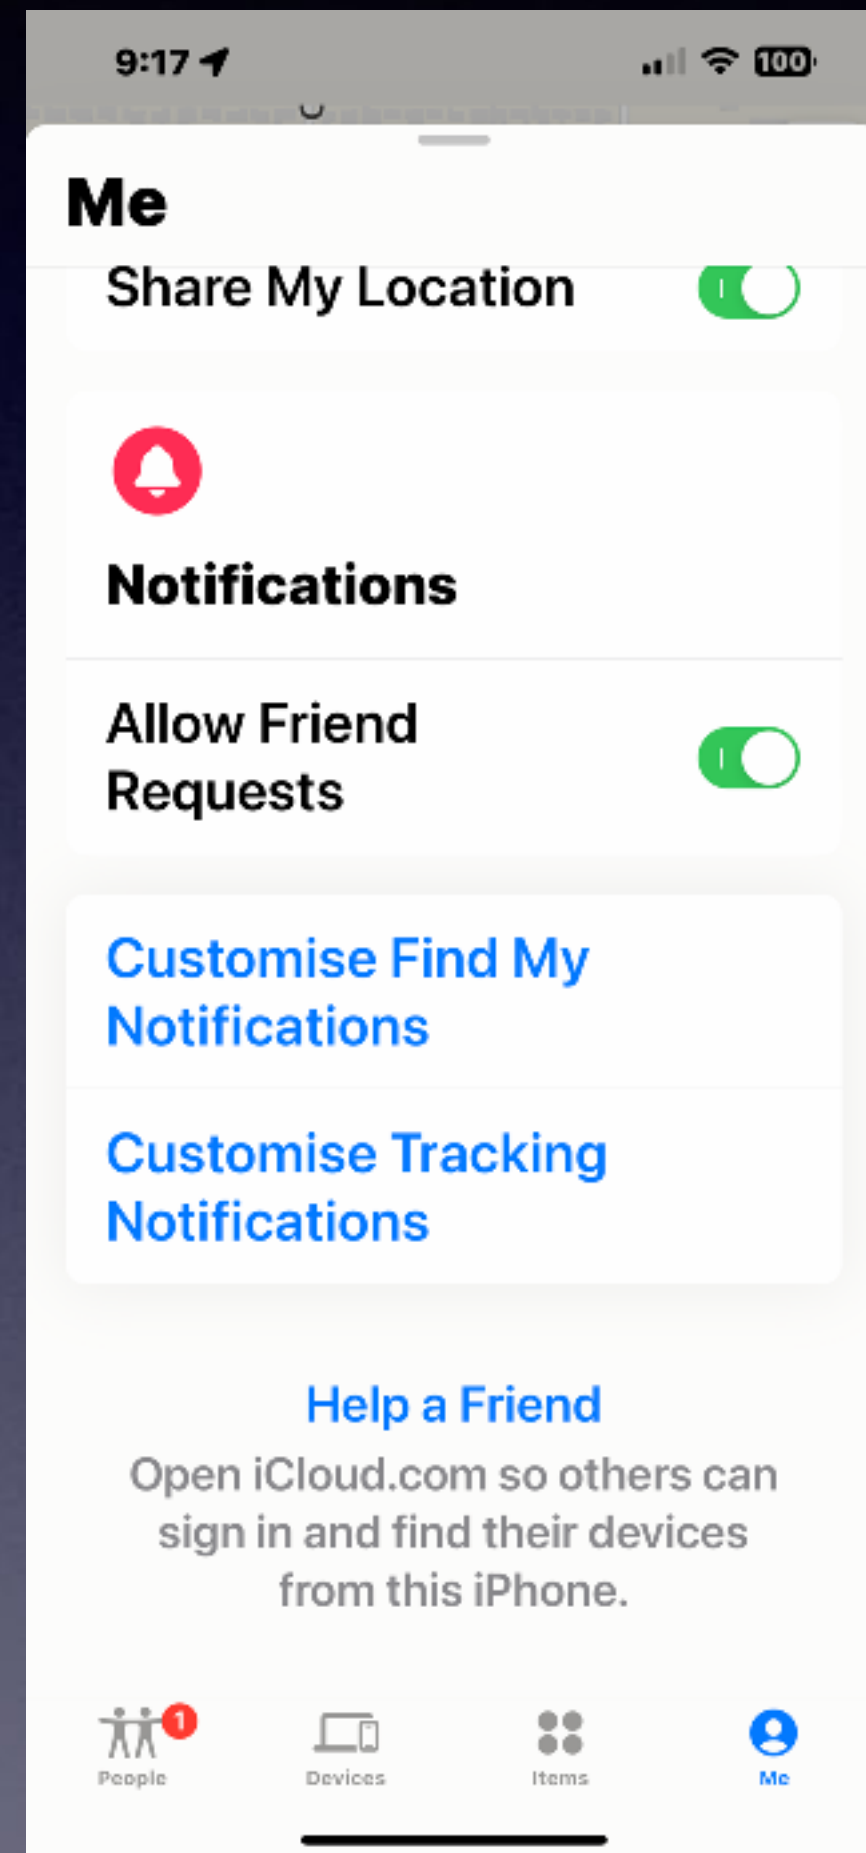 9:17
100
Me
Share My Location
Notifications
Allow Friend
Requests
Customise Find My
Notifications
Customise Tracking
Notifications
Help a Friend
Open iCloud.com so others can
sign in and find their devices
from this iPhone.
1
People
Devices
Items
Me